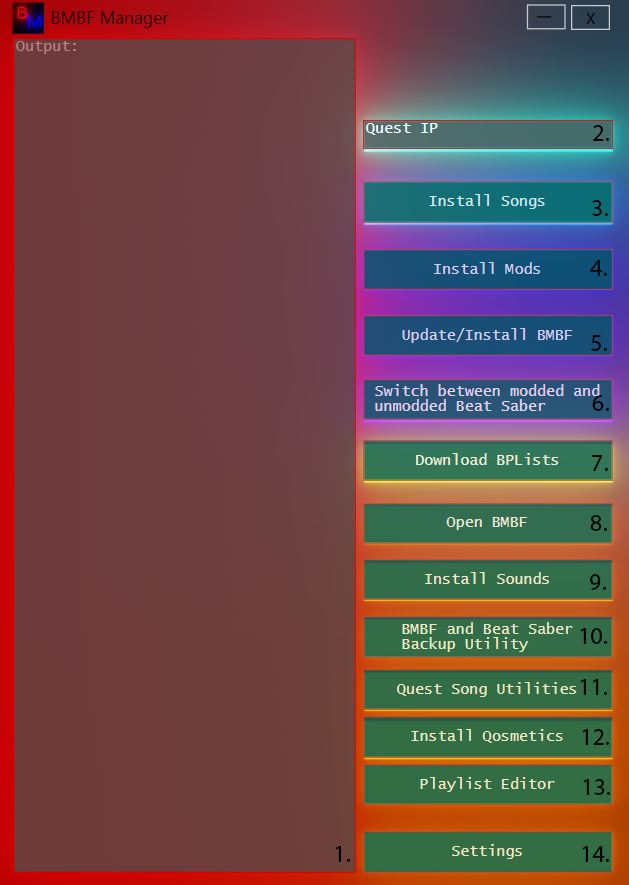 BM BMBF Manager — X
Output:
Quest IP 2.
Install Songs 3.
Install Mods 4.
Update/Install BMBF 5.
Switch between modded and
unmodded Beat Saber 6.
Download BPLists 7.
Open BMBF 8.
Install Sounds 9.
BMBF and Beat Saber
Backup Utility 10.
Quest Song Utilities 11.
Install Qosmetics 12.
Playlist Editor 13.
1. Settings 14.